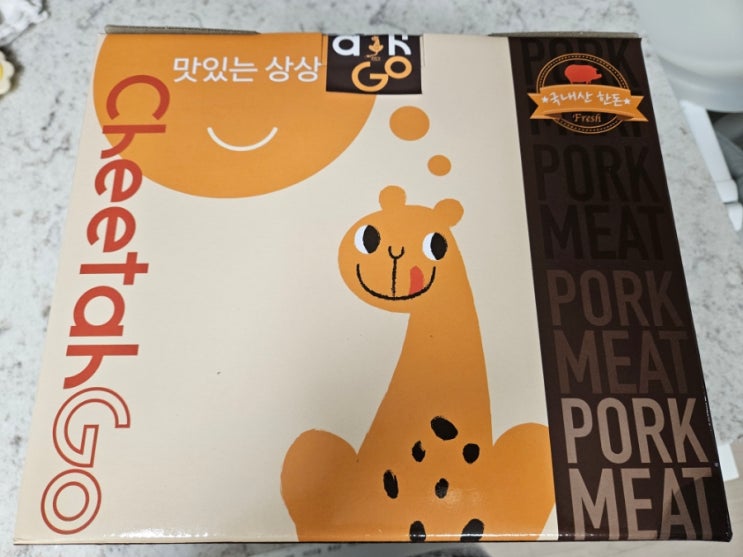 맛있는 상상
Go
CheetahGo
국내산 한돈
Fresh
PORK
MEAT
PORK
MEAT
PORK
MEAT
PORK
MEAT